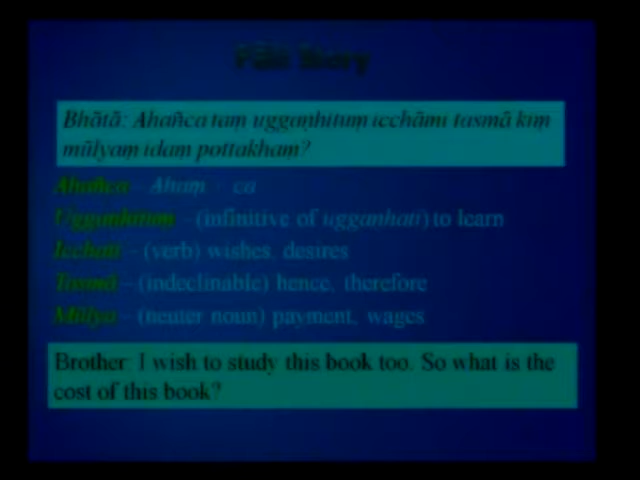 Pāḷi Story
Bhātā: Ahañca taṃ uggaṇhituṃ icchāmi tasmā kiṃ
mūlyaṃ idaṃ pottakhaṃ?
Ahañca – Ahaṃ + ca
Uggaṇhituṃ – (infinitive of uggaṇhati) to learn
Icchati – (verb) wishes, desires
Tasmā – (indeclinable) hence, therefore
Mūlya – (neuter noun) payment, wages
Brother: I wish to study this book too. So what is the
cost of this book?